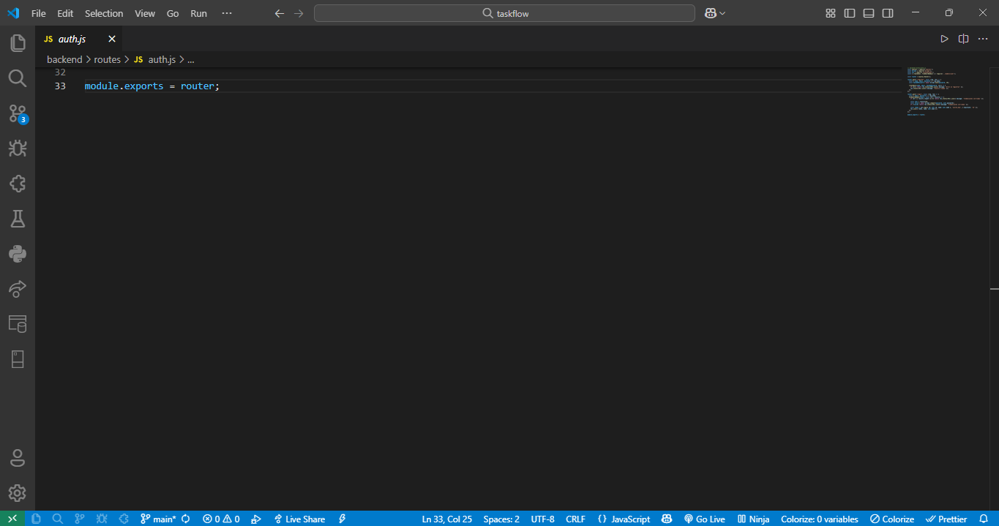 File Edit Selection View Go Run ··· taskflow
JS auth.js
backend > routes > JS auth.js > ...
32
33 module.exports = router;
3
main* 0 0 Live Share Ln 33, Col 25 Spaces: 2 UTF-8 CRLF {} JavaScript Go Live Ninja Colorize: 0 variables Colorize Prettier